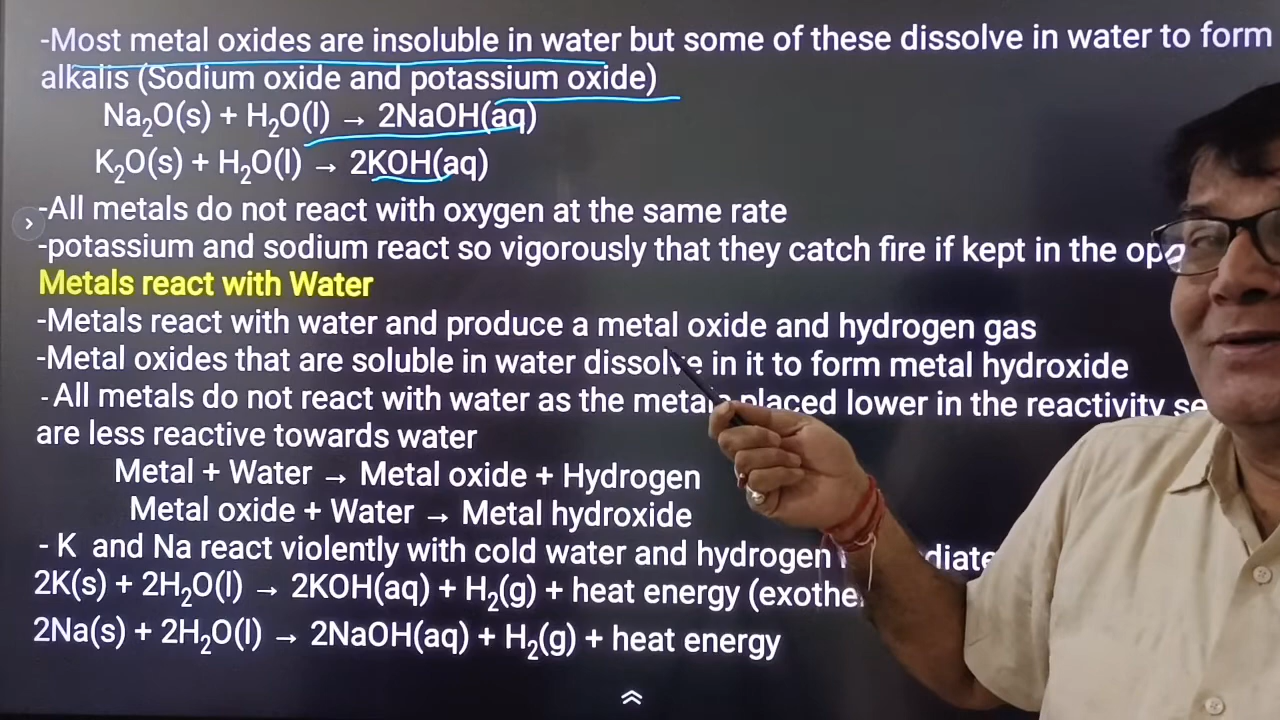 -Most metal oxides are insoluble in water but some of these dissolve in water to form
alkalis (Sodium oxide and potassium oxide)
Na₂O(s) + H₂O(l) → 2NaOH(aq)
K₂O(s) + H₂O(l) → 2KOH(aq)
-All metals do not react with oxygen at the same rate
-potassium and sodium react so vigorously that they catch fire if kept in the
Metals react with Water
-Metals react with water and produce a metal oxide and hydrogen gas
-Metal oxides that are soluble in water dissolve in it to form metal hydroxide
-All metals do not react with water as the metals placed lower in the reactivity
are less reactive towards water
Metal + Water → Metal oxide + Hydrogen
Metal oxide + Water → Metal hydroxide
- K and Na react violently with cold water and hydrogen
2K(s) + 2H₂O(l) → 2KOH(aq) + H₂(g) + heat energy
2Na(s) + 2H₂O(l) → 2NaOH(aq) + H₂(g) + heat energy